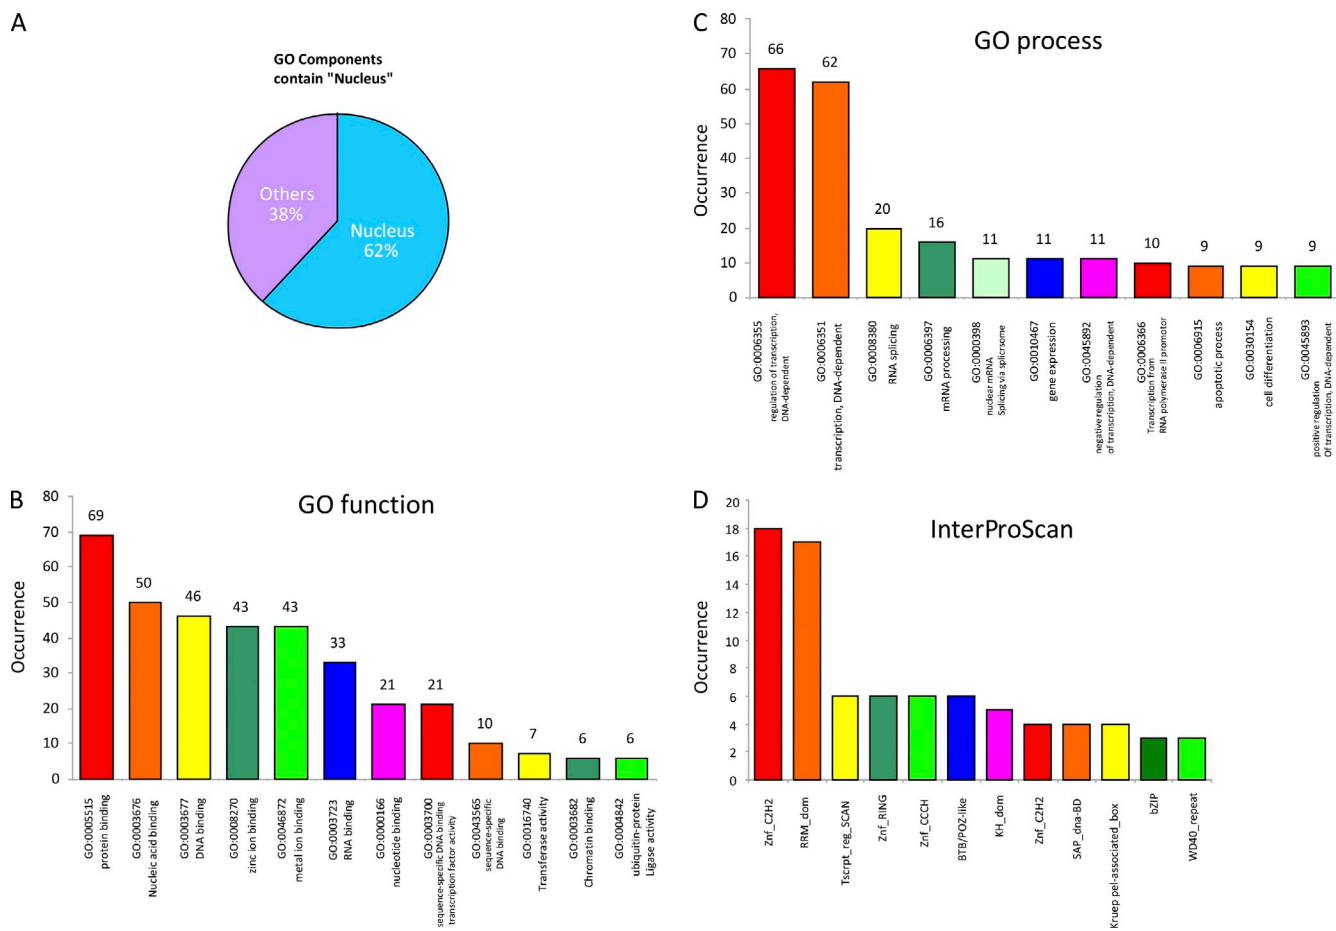 A
GO Components
contain "Nucleus"
Others
38%
Nucleus
62%
B
GO function
Occurrence
80
70
60
50
40
30
20
10
0
69
50
46
43
43
33
21
21
10
7
6
6
GO:0005515
protein binding
GO:0003676
Nucleic acid binding
GO:0003677
DNA binding
GO:0008270
zinc ion binding
GO:0046872
metal ion binding
GO:0003723
RNA binding
GO:0000166
nucleotide binding
GO:0003700
sequence-specific DNA binding
transcription factor activity
GO:0043565
sequence-specific
DNA binding
GO:0016740
Transferase activity
GO:0003682
Chromatin binding
GO:0004842
ubiquitin-protein
Ligase activity
C
GO process
Occurrence
80
70
60
50
40
30
20
10
0
66
62
20
16
11
11
11
10
9
9
9
GO:0006355
regulation of transcription,
DNA-dependent
GO:0006351
transcription, DNA-dependent
GO:0008380
RNA splicing
GO:0006397
mRNA processing
GO:0000398
nuclear mRNA
Splicing via splicrsome
GO:0010467
gene expression
GO:0045892
negative regulation
of transcription, DNA-dependent
GO:0006366
Transcription from
RNA polymerase II promotor
GO:0006915
apoptotic process
GO:0030154
cell differentiation
GO:0045893
positive regulation
Of transcription, DNA-dependent
D
InterProScan
Occurrence
20
18
16
14
12
10
8
6
4
2
0
Znf_C2H2
RRM_dom
Tscrpt_reg_SCAN
Znf_RING
Znf_CCCH
BTB/POZ-like
KH_dom
Znf_C2H2
SAP_dna-BD
Kruep pel-associated_box
bZIP
WD40_repeat